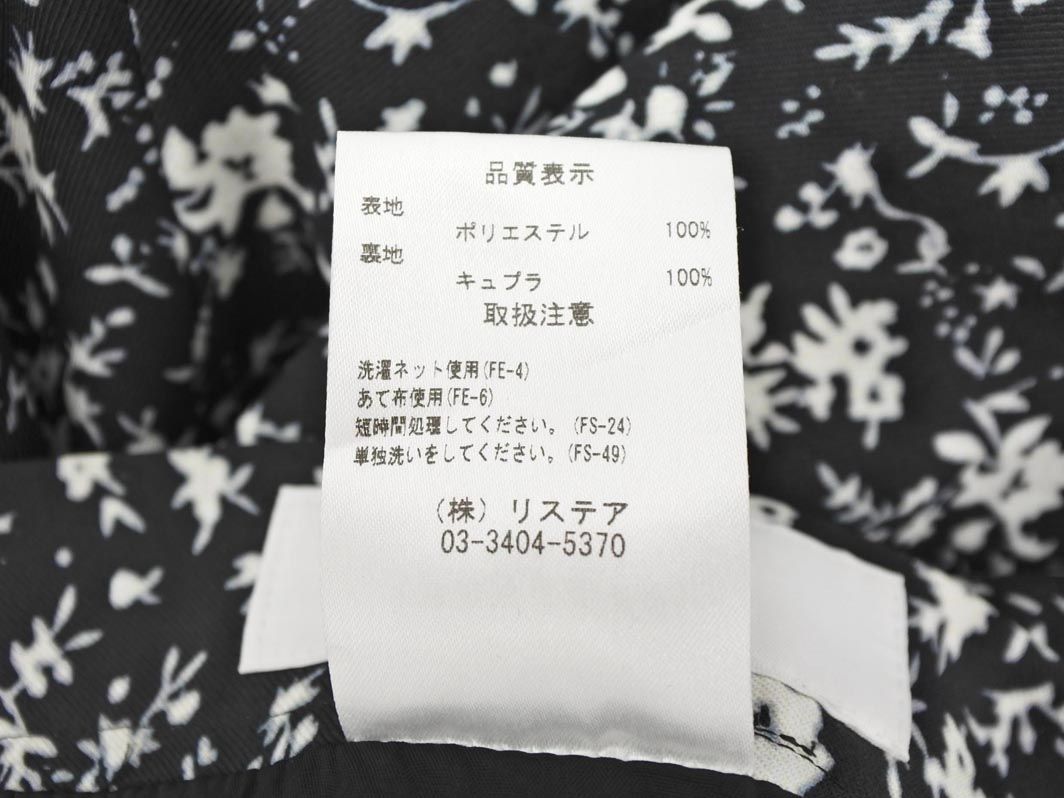 品質表示
表地
ポリエステル 100%
裏地
キュプラ 100%
取扱注意
洗濯ネット使用(FE-4)
あて布使用(FE-6)
短時間処理してください。(FS-24)
単独洗いをしてください。(FS-49)
(株) リステア
03-3404-5370